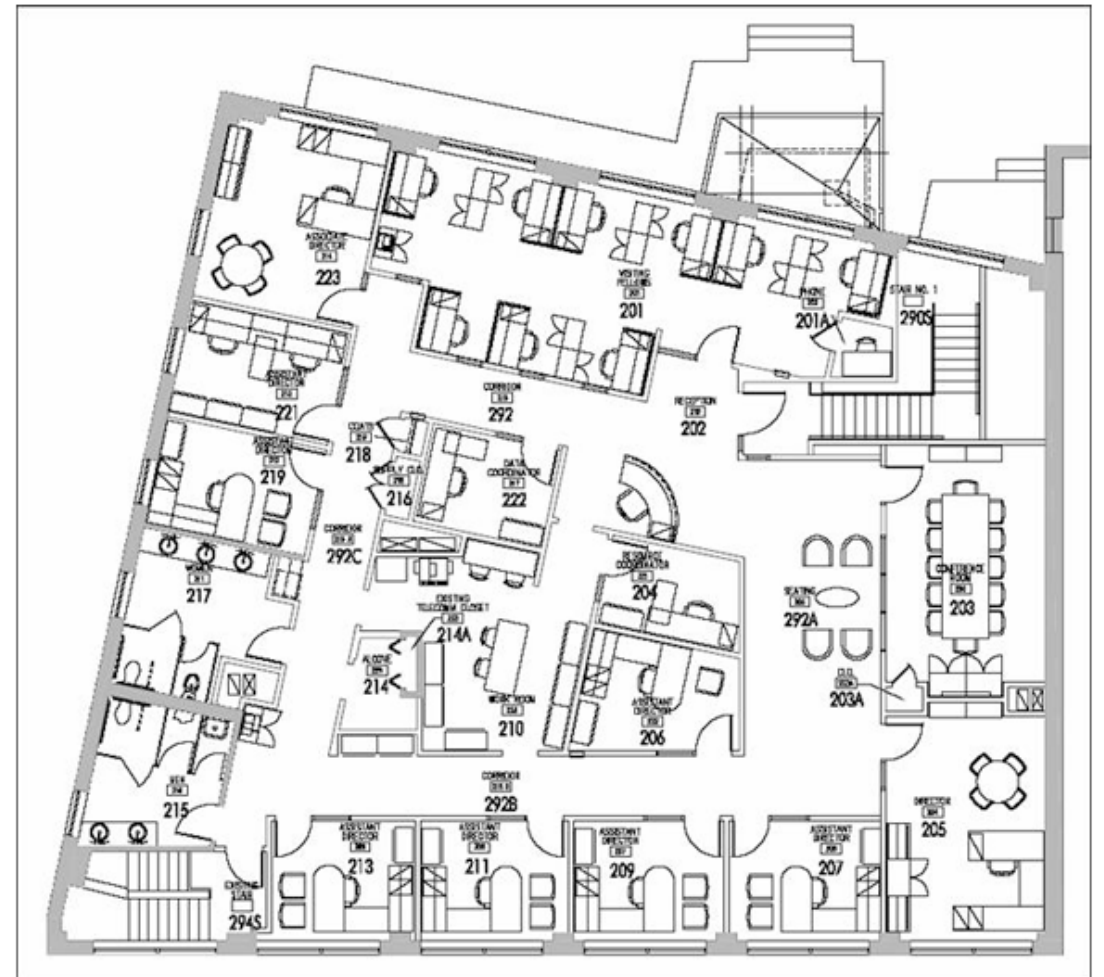 ASSOCIATE
DIRECTOR
223
VISITING
FELLOWS
201
PHONE
201A
STAIR NO. 1
290S
ASSISTANT
DIRECTOR
221
CORRIDOR
292
RECEPTION
202
COATS
218
ASSISTANT
DIRECTOR
219
SUPPLY CLO.
216
DATA
COORDINATOR
222
CORRIDOR
292C
WOMEN
217
EXISTING
TELECOMM CLOSET
214A
RESOURCE
COORDINATOR
204
SEATING
292A
CONFERENCE
ROOM
203
ALCOVE
214
WORK ROOM
210
ASSISTANT
DIRECTOR
206
CLO.
203A
MEN
215
CORRIDOR
292B
DIRECTOR
205
ASSISTANT
DIRECTOR
213
ASSISTANT
DIRECTOR
211
ASSISTANT
DIRECTOR
209
ASSISTANT
DIRECTOR
207
EXISTING
STAIR
294S